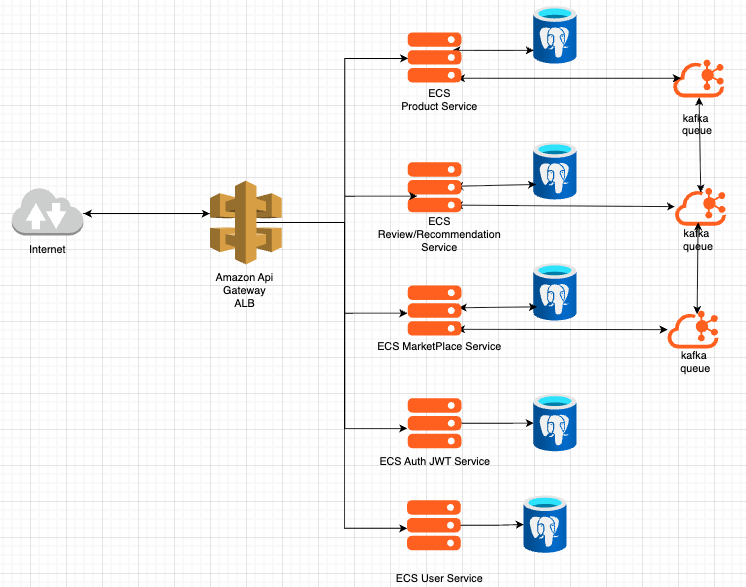 ECS
Product Service
kafka
queue
ECS
Review/Recommendation
Service
kafka
queue
Internet
Amazon Api
Gateway
ALB
ECS MarketPlace Service
kafka
queue
ECS Auth JWT Service
ECS User Service